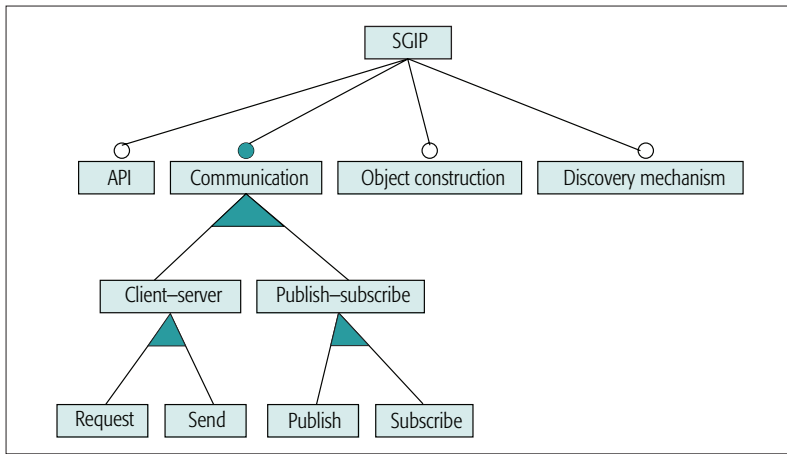 SGIP
API
Communication
Object construction
Discovery mechanism
Client–server
Publish–subscribe
Request
Send
Publish
Subscribe